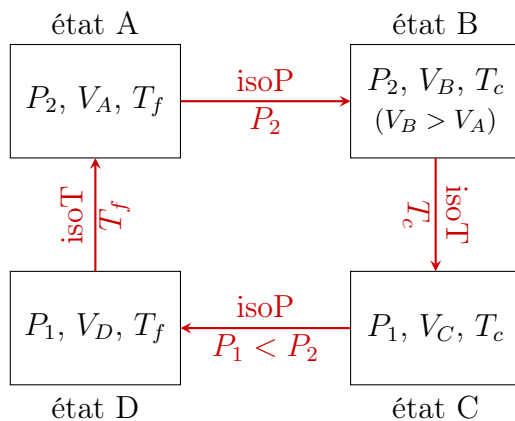 état A
état B
P₂, V_A, T_f
isoP
P₂
P₂, V_B, T_c
(V_B > V_A)
isoT
T_f
isoT
T_c
P₁, V_D, T_f
isoP
P₁ < P₂
P₁, V_C, T_c
état D
état C